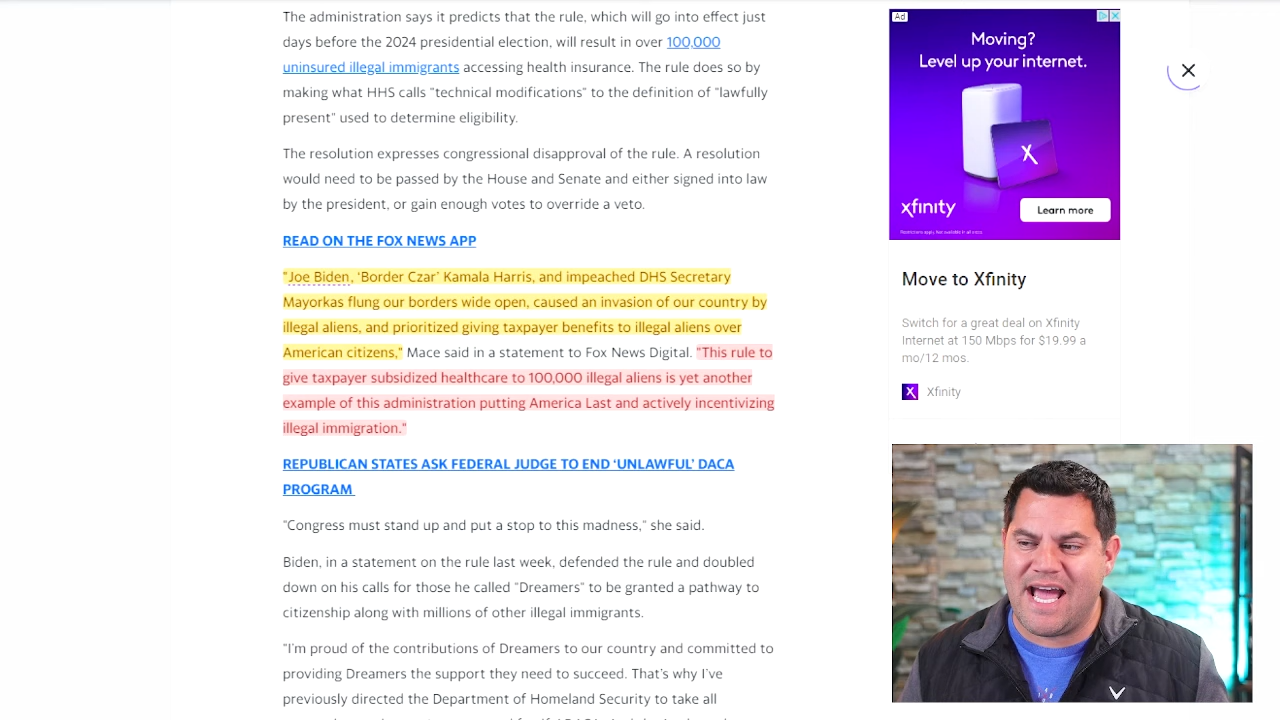 The administration says it predicts that the rule, which will go into effect just
days before the 2024 presidential election, will result in over 100,000
uninsured illegal immigrants accessing health insurance. The rule does so by
making what HHS calls "technical modifications" to the definition of "lawfully
present" used to determine eligibility.
The resolution expresses congressional disapproval of the rule. A resolution
would need to be passed by the House and Senate and either signed into law
by the president, or gain enough votes to override a veto.
READ ON THE FOX NEWS APP
"Joe Biden, ‘Border Czar’ Kamala Harris, and impeached DHS Secretary
Mayorkas flung our borders wide open, caused an invasion of our country by
illegal aliens, and prioritized giving taxpayer benefits to illegal aliens over
American citizens," Mace said in a statement to Fox News Digital. "This rule to
give taxpayer subsidized healthcare to 100,000 illegal aliens is yet another
example of this administration putting America Last and actively incentivizing
illegal immigration."
REPUBLICAN STATES ASK FEDERAL JUDGE TO END ‘UNLAWFUL’ DACA
PROGRAM
"Congress must stand up and put a stop to this madness," she said.
Biden, in a statement on the rule last week, defended the rule and doubled
down on his calls for those he called "Dreamers" to be granted a pathway to
citizenship along with millions of other illegal immigrants.
"I’m proud of the contributions of Dreamers to our country and committed to
providing Dreamers the support they need to succeed. That’s why I’ve
previously directed the Department of Homeland Security to take all
Ad
Moving?
Level up your internet.
X
xfinity
Learn more
Restrictions apply. Not available in all areas.
Move to Xfinity
Switch for a great deal on Xfinity
Internet at 150 Mbps for $19.99 a
mo/12 mos.
X
Xfinity